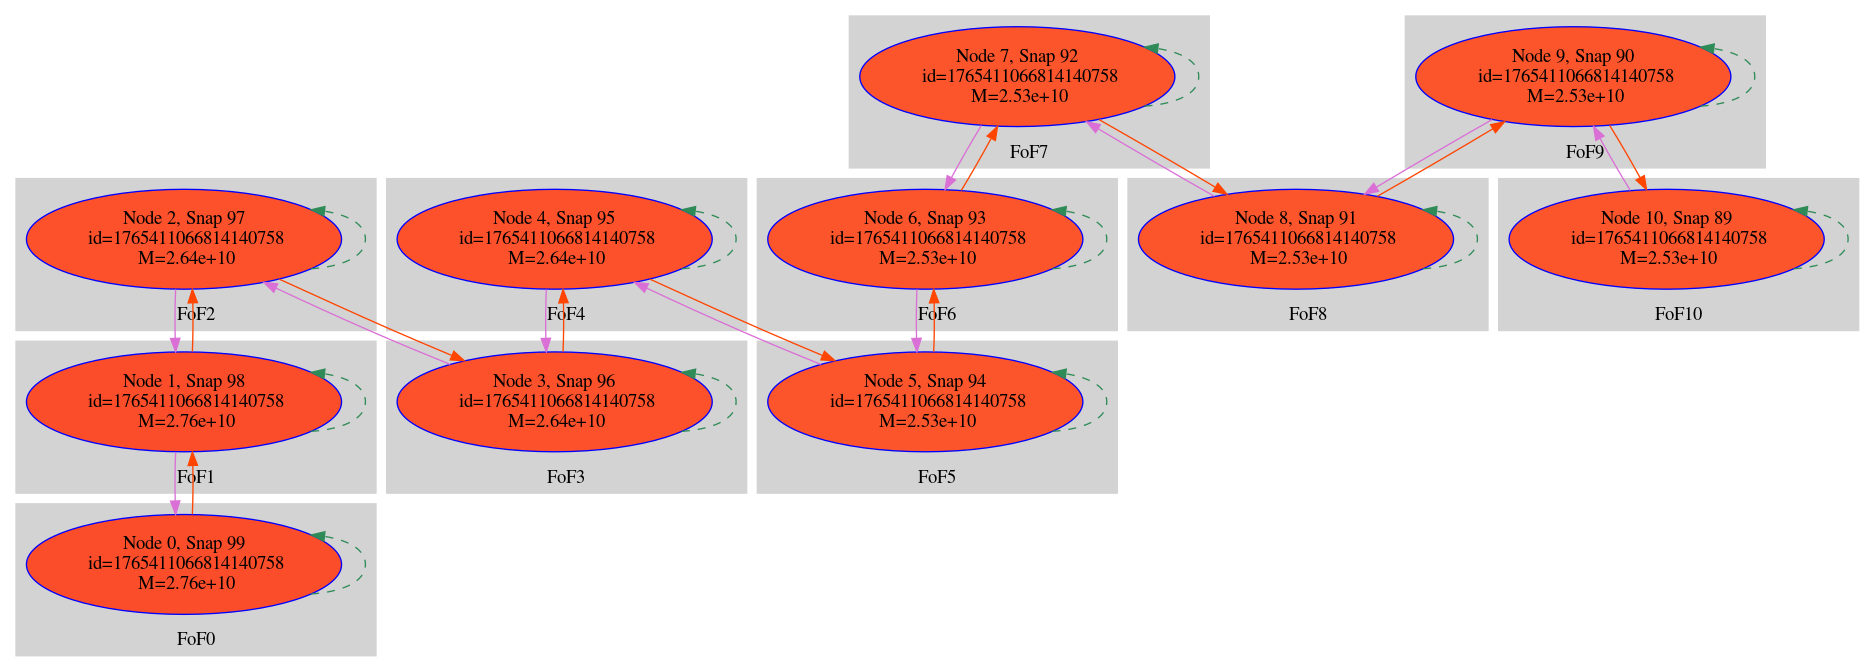 Node 7, Snap 92
id=1765411066814140758
M=2.53e+10
FoF7
Node 9, Snap 90
id=1765411066814140758
M=2.53e+10
FoF9
Node 2, Snap 97
id=1765411066814140758
M=2.64e+10
FoF2
Node 4, Snap 95
id=1765411066814140758
M=2.64e+10
FoF4
Node 6, Snap 93
id=1765411066814140758
M=2.53e+10
FoF6
Node 8, Snap 91
id=1765411066814140758
M=2.53e+10
FoF8
Node 10, Snap 89
id=1765411066814140758
M=2.53e+10
FoF10
Node 1, Snap 98
id=1765411066814140758
M=2.76e+10
FoF1
Node 3, Snap 96
id=1765411066814140758
M=2.64e+10
FoF3
Node 5, Snap 94
id=1765411066814140758
M=2.53e+10
FoF5
Node 0, Snap 99
id=1765411066814140758
M=2.76e+10
FoF0